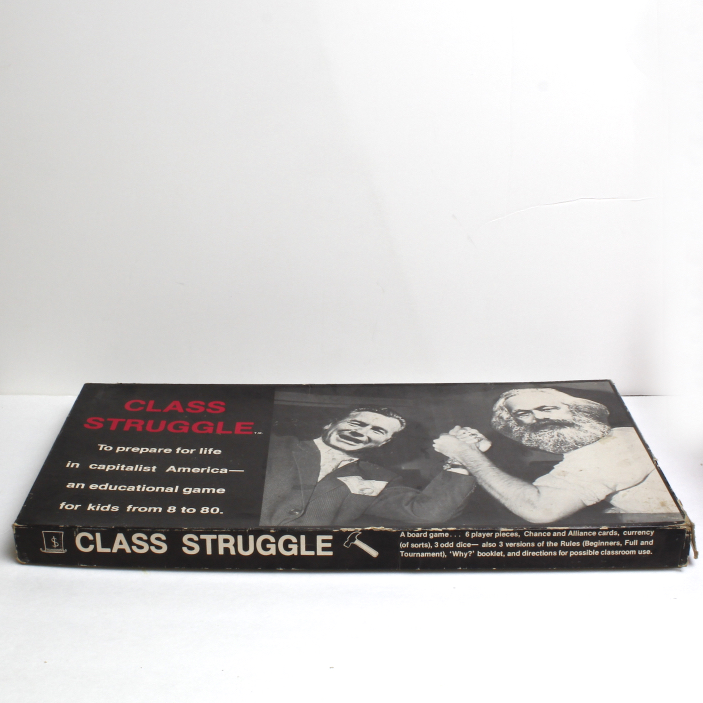 CLASS
STRUGGLE™
To prepare for life
in capitalist America—
an educational game
for kids from 8 to 80.
$ CLASS STRUGGLE
A board game... 6 player pieces, Chance and Alliance cards, currency
(of sorts), 3 odd dice— also 3 versions of the Rules (Beginners, Full and
Tournament), 'Why?' booklet, and directions for possible classroom use.